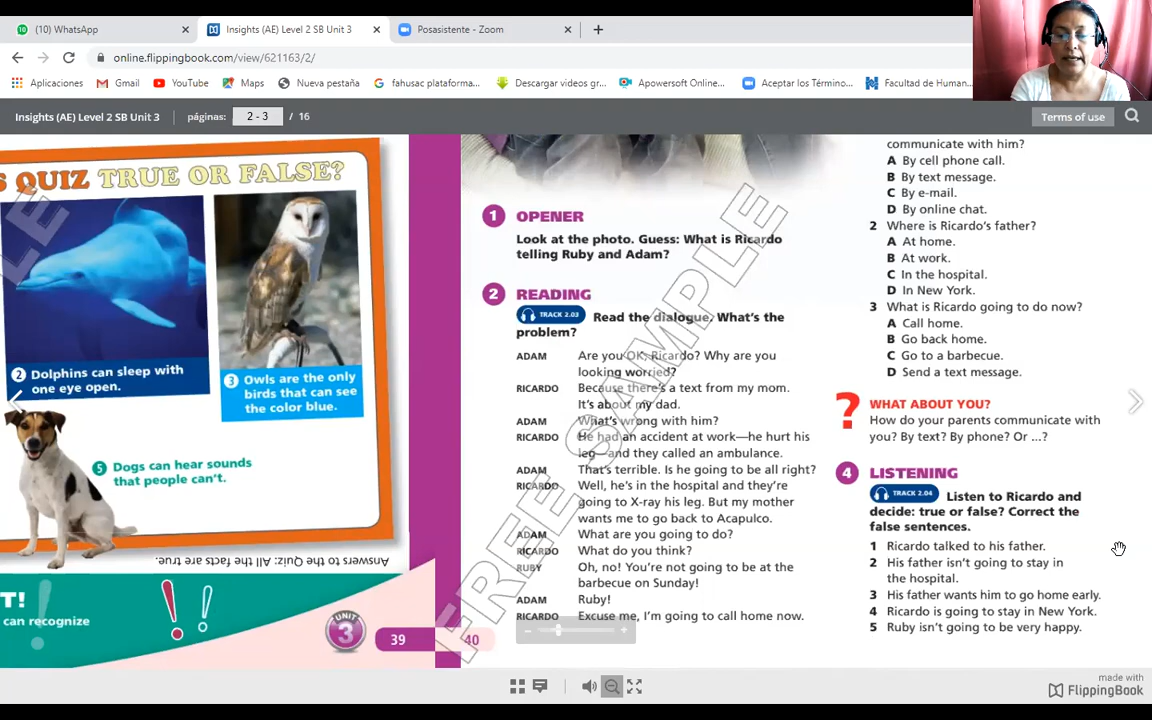 (10) WhatsApp
Insights (AE) Level 2 SB Unit 3
Posasistente - Zoom
online.flippingbook.com/view/621163/2/
Aplicaciones
Gmail
YouTube
Maps
Nueva pestaña
fahusac plataforma...
Descargar videos gr...
Apowersoft Online...
Aceptar los Término...
Facultad de Human...
Insights (AE) Level 2 SB Unit 3
páginas:
2 - 3
/ 16
Terms of use
S QUIZ TRUE OR FALSE?
2 Dolphins can sleep with
one eye open.
3 Owls are the only
birds that can see
the color blue.
5 Dogs can hear sounds
that people can't.
Answers to the Quiz: All the facts are true.
T!
can recognize
UNIT
3
39
40
FREE SAMPLE
1 OPENER
Look at the photo. Guess: What is Ricardo
telling Ruby and Adam?
2 READING
TRACK 2.03 Read the dialogue. What's the
problem?
ADAM Are you OK, Ricardo? Why are you
looking worried?
RICARDO Because there's a text from my mom.
It's about my dad.
ADAM What's wrong with him?
RICARDO He had an accident at work—he hurt his
leg—and they called an ambulance.
ADAM That's terrible. Is he going to be all right?
RICARDO Well, he's in the hospital and they're
going to X-ray his leg. But my mother
wants me to go back to Acapulco.
ADAM What are you going to do?
RICARDO What do you think?
RUBY Oh, no! You're not going to be at the
barbecue on Sunday!
ADAM Ruby!
RICARDO Excuse me, I'm going to call home now.
communicate with him?
A By cell phone call.
B By text message.
C By e-mail.
D By online chat.
2 Where is Ricardo's father?
A At home.
B At work.
C In the hospital.
D In New York.
3 What is Ricardo going to do now?
A Call home.
B Go back home.
C Go to a barbecue.
D Send a text message.
? WHAT ABOUT YOU?
How do your parents communicate with
you? By text? By phone? Or ...?
4 LISTENING
TRACK 2.04 Listen to Ricardo and
decide: true or false? Correct the
false sentences.
1 Ricardo talked to his father.
2 His father isn't going to stay in
the hospital.
3 His father wants him to go home early.
4 Ricardo is going to stay in New York.
5 Ruby isn't going to be very happy.
made with
FlippingBook